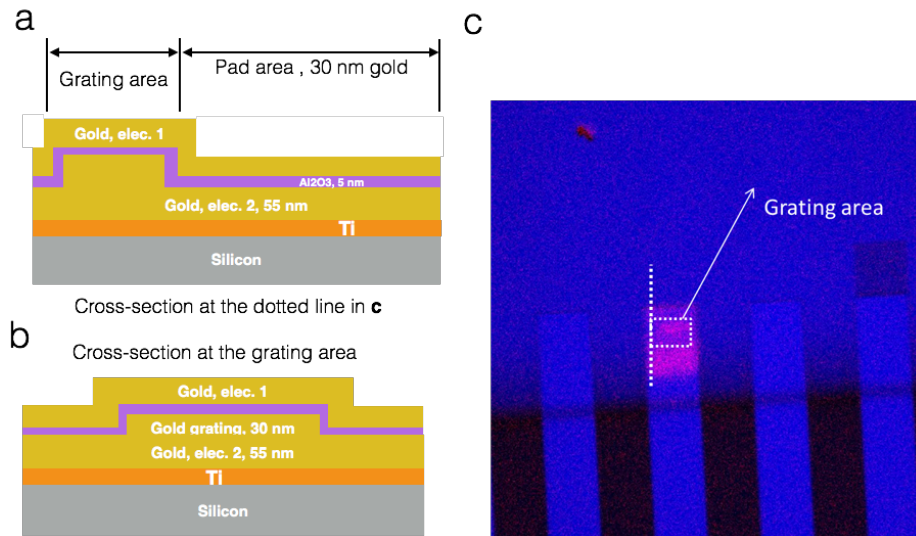 a
Grating area
Pad area , 30 nm gold
Gold, elec. 1
Al2O3, 5 nm
Gold, elec. 2, 55 nm
Ti
Silicon
Cross-section at the dotted line in c
b
Cross-section at the grating area
Gold, elec. 1
Gold grating, 30 nm
Gold, elec. 2, 55 nm
Ti
Silicon
c
Grating area